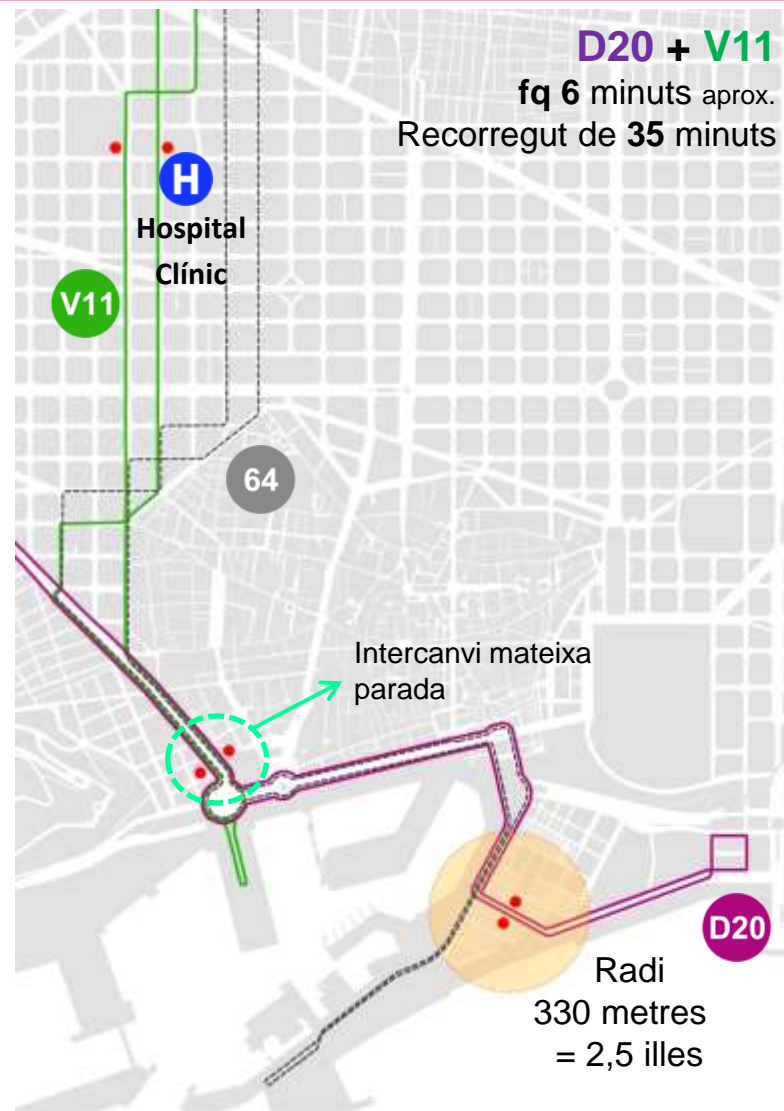 D20 + V11
fq 6 minuts aprox.
Recorregut de 35 minuts
H
Hospital
Clínic
V11
64
Intercanvi mateixa
parada
D20
Radi
330 metres
= 2,5 illes